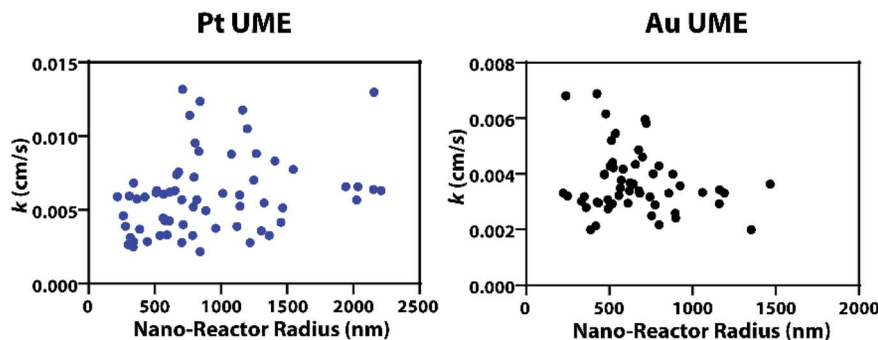 Pt UME
0.015
0.010
0.005
0.000
k (cm/s)
0 500 1000 1500 2000 2500
Nano-Reactor Radius (nm)
Au UME
0.008
0.006
0.004
0.002
0.000
k (cm/s)
0 500 1000 1500 2000
Nano-Reactor Radius (nm)